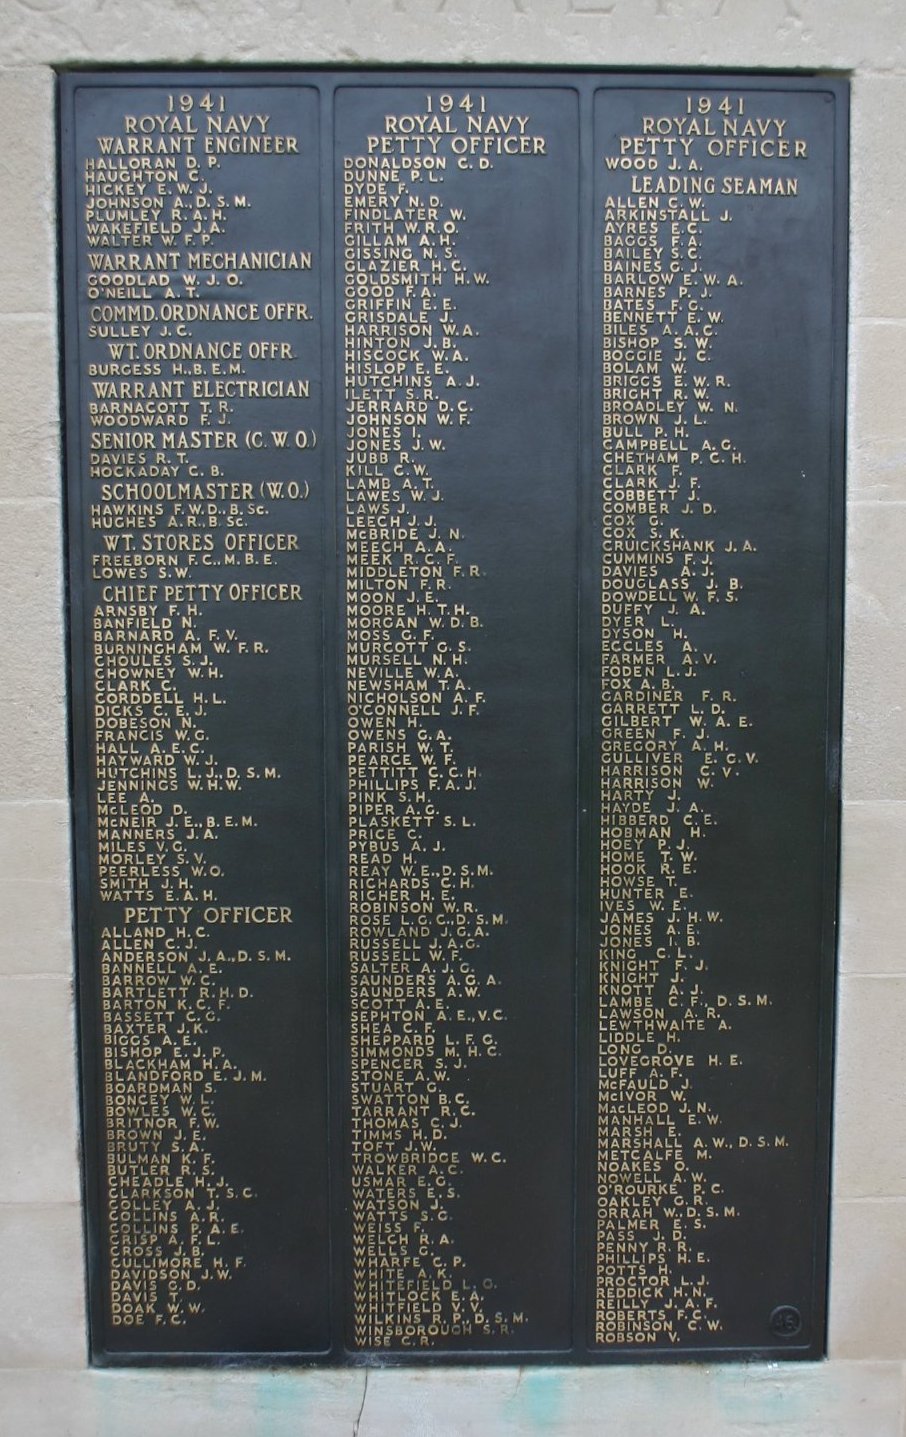 1941
ROYAL NAVY
WARRANT ENGINEER
HALLORAN D. P.
HAUGHTON C.
HICKEY E. W. J.
JOHNSON J., D. S. M.
PLUMLEY R. A. H.
WAKEFIELD J. A.
WALTER W. F. P.
WARRANT MECHANICIAN
GOODLAD W. J. O.
O'NEILL A. T.
COMMD. ORDNANCE OFFR.
SULLEY J. C.
WT. ORDNANCE OFFR.
BURGESS H., B. E. M.
WARRANT ELECTRICIAN
BARNACOTT T. R.
WOODWARD F. J.
SENIOR MASTER (C. W. O.)
DAVIES R. T.
HOCKADAY C. B.
SCHOOLMASTER (W. O.)
HAWKINS F. W. D., B. SC.
HUGHES A. R., B. SC.
WT. STORES OFFICER
FREEBORN F. C., M. B. E.
LOWES S. W.
CHIEF PETTY OFFICER
ARNSBY F. H.
BANFIELD R.
BARNARD A. F. V.
BURMINGHAM W. F. R.
CHOULES S. J.
CHOWNEY W. H.
CLARK C.
CORDDELL H. L.
DICKS C. J.
DOBESON N.
FRANCIS W. G.
HALL A. E. C.
HUTCHINGS L. J., D. S. M.
JENNINGS W. H. W.
LEE A.
McLEOD D.
McNEIR J. E., B. E. M.
MANNERS J. A.
MILES V. G.
MORLEY S. V.
PEERLESS W. O.
SMITH J. H.
WATTS E. A. H.
PETTY OFFICER
ALLAND H. C.
ALLEN C. J.
ANDERSON J. A., D. S. M.
BANNELL A. E.
BARROW W. C.
BARTLETT R. H. D.
BARTON K. C. F.
BAXTER J. K.
BIGGS A. E.
BISHOP E. J. P.
BLACKHAM H. A.
BLANDFORD E. J. M.
BOARDMAN S.
BONCEY L.
BOWLES W. C.
BRITNOR F. W.
BROWN J. E.
BRUTY S. A.
BULMAN K. F.
BUTLER R. S.
CHEADLE H. J.
CLARKSON T. S. C.
COLLEY A. J.
COLLINS A. R.
COLLINS F. A. E.
CRISP F. L.
CROSS J. B.
CULLIMORE H. F.
DAVIDSON J. W.
DAVIS G. D.
DOAK T. W.
DOE F. C.
1941
ROYAL NAVY
PETTY OFFICER
DONALDSON C. D.
DUNNE P. L.
DYDE F.
EMERY N. D.
FINDLATER W.
FRITH W. R. O.
GILLAM A. H.
GISSING N. S.
GLAZIER H. G.
GOLDSMITH H. W.
GOOD F. A.
GRIFFIN E. E.
GRISDALE E. J.
HARRISON W. A.
HINTON J. B.
HISCOCK W. A.
HISLOP E. E.
HUTCHINS A. J.
ILETT S. R.
JERRARD D. G.
JOHNSON W. F.
JONES I.
JONES J. W.
JUBB R.
KILL C. W.
LAMB A. T.
LAWES W. J.
LAWS H.
LEECH J. J.
McBRIDE J. N.
MEECH A. A.
MEEK R. C. K.
MIDDLETON F. R.
MILTON F. R.
MOON J. E.
MOORE H. T. H.
MORGAN W. D. B.
MOSS G. F.
MUIR T. G. S.
MURSELL N. H.
NEVILLE W. A.
NEWSHAM T. A.
NICHOLSON A. F.
O'CONNELL J. F.
OWEN H.
OWENS G. A.
PARISH W. T.
PEARCE W. F.
PETTITT C. C. H.
PHILLIPS F. A. J.
PINK S. H.
PIPER A. G.
PLASKETT S. L.
PRICE C.
PYBUS A. J.
READ H.
REAY W. E., D. S. M.
RICHARDS C. H.
RICHER H. E.
ROBINSON W. R.
ROSE L. G. C., D. S. M.
ROWLAND J. G. A.
RUSSELL W. F.
SALTER A. J.
SAUNDERS A. G. A.
SAUNDERS A. W.
SCOTT R. E.
SEPHTON A. E., V. C.
SHEA C. F.
SHEPPARD L. F. G.
SIMMONDS M. H. C.
SPENCER S. J.
STONE A. W.
STUART G.
SWATTON B. C.
TARRANT R. C.
THOMAS C. J.
TIMMS H. D.
TOFT J. W.
TROWBRIDGE W. C.
WALKER A. C.
USMAR E. G.
WATERS E. S.
WATSON J.
WATTS S. G.
WEISS F.
WELCH R. A.
WELLS G.
WHARFE C. P.
WHITE A. K.
WHITEFIELD L. G.
WHITLOCK E. A.
WHITFIELD V. V.
WILKINS R. P., D. S. M.
WINSBOROUGH S. R.
WISE C. R.
1941
ROYAL NAVY
PETTY OFFICER
WOOD J. A.
LEADING SEAMAN
ALLEN C. W.
ARKINSTALL J.
AYRES F. A.
BAGGS E. C.
BAILEY S. C.
BAINES G. J.
BARLOW E. W. A.
BARNES P. J.
BATES F. G.
BENNETT E. W.
BILES A. C.
BISHOP S. W.
BOGGIE J. C.
BOLAM R.
BRIGGS E. W. R.
BRIGHT R. W.
BROADLEY W. N.
BROWN J. L.
BULL P. H.
CAMPBELL A. G.
CHETHAM P. C. H.
CLARK F. R.
CLARK J. S.
COBBETT F.
COMBER J. D.
COX G.
COX S. K.
CRUICKSHANK J. A.
CUMMINS F. J.
DAVIES A. A.
DOUGLASS J. B.
DOWDELL W. F. S.
DUFFY J. A.
DYER L.
DYSON J. H.
ECCLES A.
FARMER A. V.
FODEN L. J.
FOX A. B.
GARDINER F. R.
GARRETT L. D.
GILBERT W. A. E.
GREEN F. J.
GREGORY A. H.
GULLIVER E. C. V.
HARRISON C. V.
HARRISON W.
HARTY J.
HAYDE J. A.
HIBBERD C. E.
HOBMAN H.
HOEY P. J.
HOME T. W.
HOOK R. E.
HOWSE T.
HUNTER E.
IVES W. E.
JAMES J. H. W.
JONES E.
JONES I. B.
KING C. L.
KNIGHT F.
KNIGHT T. J.
KNOTT A. E.
LAMB C. F. J., D. S. M.
LAWSON A. R.
LEWTHWAITE A.
LIDDLE H.
LONG D. J.
LOVEGROVE H. E.
LUFF A. F.
McFAULD J.
McIVOR W.
MacLEOD J. N.
MANHALL E. W.
MARSH E.
MARSHALL A. W., D. S. M.
METCALFE M.
NOAKES O.
NOWELL A. W.
O'ROURKE C.
OAKLEY G. R.
ORRAH W., D. S. M.
PALMER E. S.
PASS J. D.
PENNY R. R.
PHILLIPS H. E.
POTTS H.
PROCTOR L. J.
REDDICK H. N.
REILLY J. A. F.
ROBERTS F. G.
ROBINSON C. W.
ROBSON V.
45